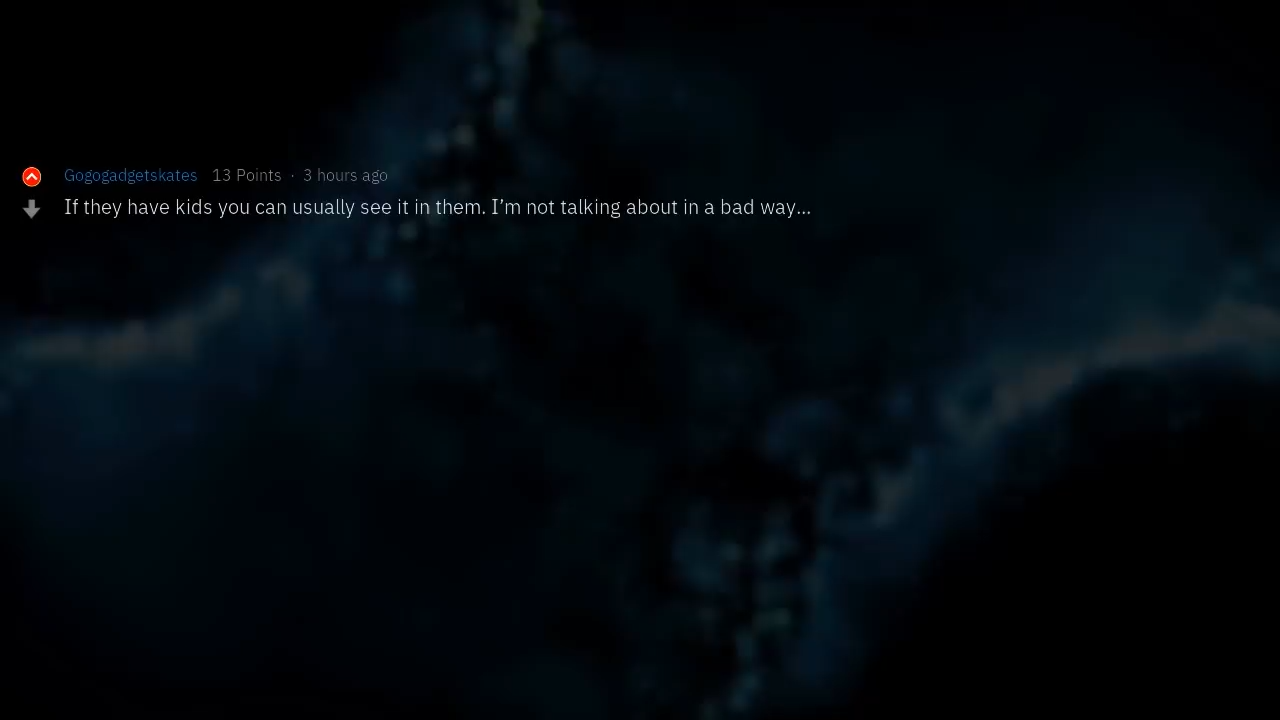 Gogogadgetskates 13 Points · 3 hours ago
If they have kids you can usually see it in them. I’m not talking about in a bad way…